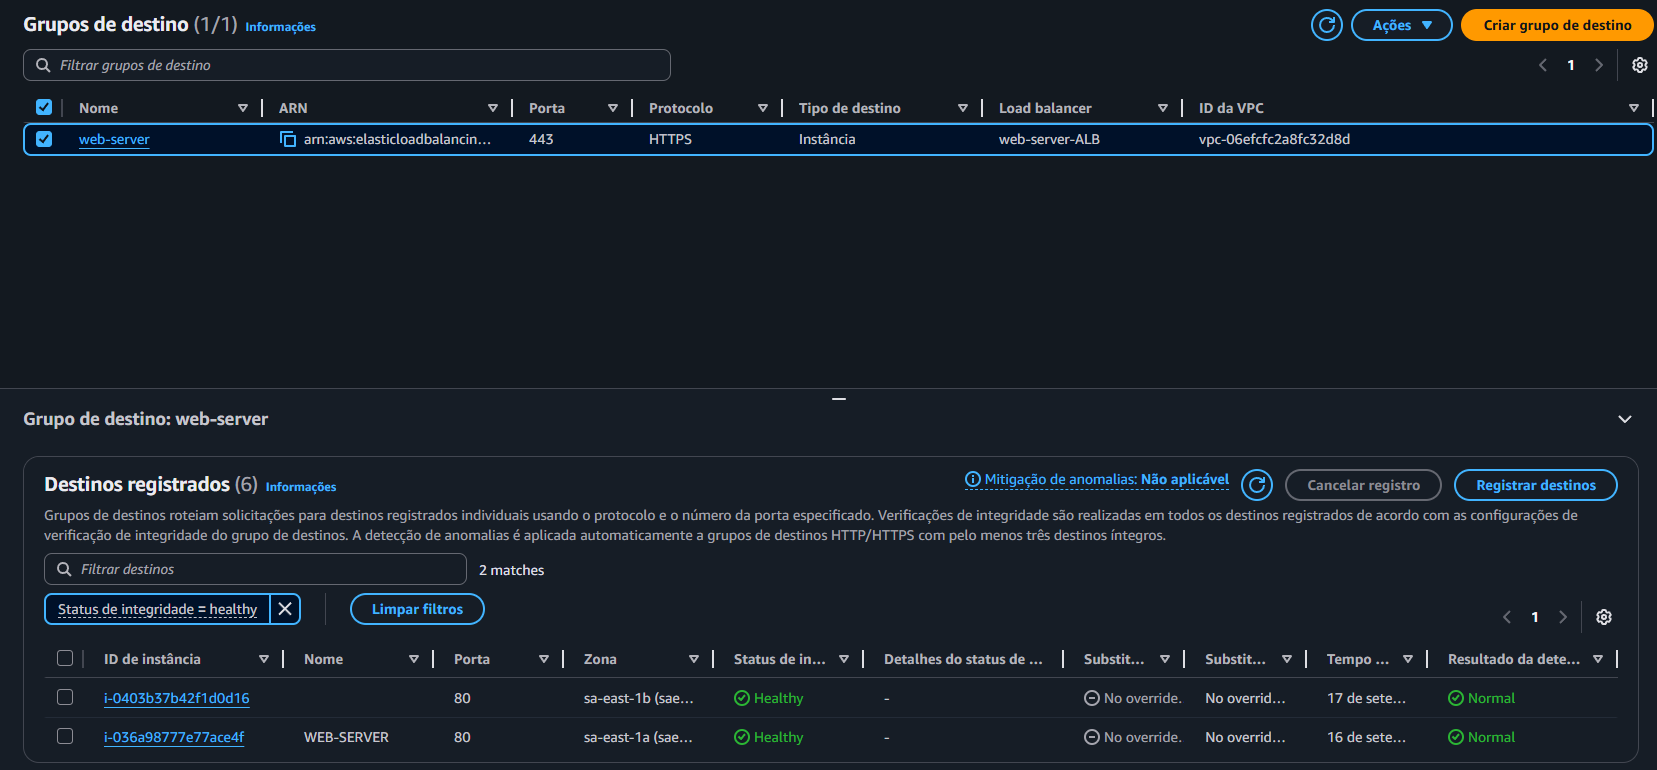 Grupos de destino (1/1) Informações
Ações
Criar grupo de destino
Filtrar grupos de destino
1
Nome ARN Porta Protocolo Tipo de destino Load balancer ID da VPC
web-server arn:aws:elasticloadbalancin... 443 HTTPS Instância web-server-ALB vpc-06efcfc2a8fc32d8d
Grupo de destino: web-server
Destinos registrados (6) Informações
Mitigação de anomalias: Não aplicável
Cancelar registro
Registrar destinos
Grupos de destinos roteiam solicitações para destinos registrados individuais usando o protocolo e o número da porta especificado. Verificações de integridade são realizadas em todos os destinos registrados de acordo com as configurações de
verificação de integridade do grupo de destinos. A detecção de anomalias é aplicada automaticamente a grupos de destinos HTTP/HTTPS com pelo menos três destinos íntegros.
Filtrar destinos
2 matches
Status de integridade = healthy
Limpar filtros
1
ID de instância Nome Porta Zona Status de in... Detalhes do status de ... Substit... Substit... Tempo ... Resultado da dete...
i-0403b37b42f1d0d16 80 sa-east-1b (sae... Healthy - No override. No overrid... 17 de sete... Normal
i-036a98777e77ace4f WEB-SERVER 80 sa-east-1a (sae... Healthy - No override. No overrid... 16 de sete... Normal